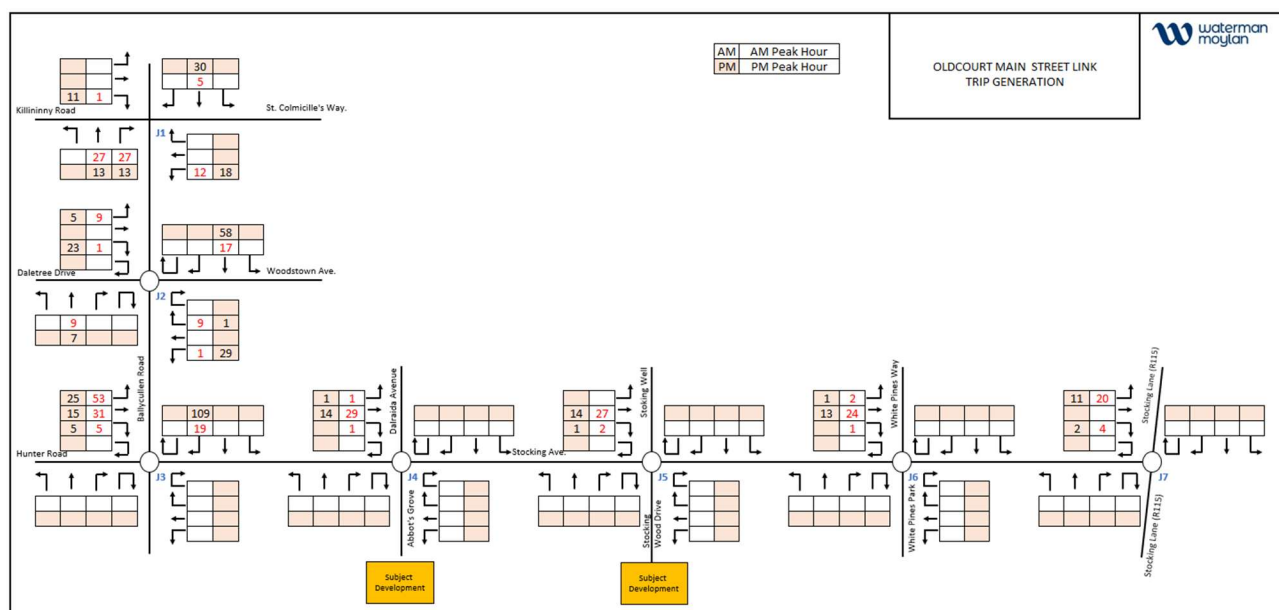 waterman
moylan
AM AM Peak Hour
PM PM Peak Hour
OLDCOURT MAIN STREET LINK
TRIP GENERATION
30
5
11 1
Killininny Road
St. Colmicille's Way.
J1
27 27
13 13
12 18
5 9
23 1
58
17
Daletree Drive
Woodstown Ave.
J2
9
7
9 1
1 29
Ballycullen Road
25 53
15 31
5 5
109
19
Hunter Road
J3
Dalraida Avenue
1 1
14 29
1
Stocking Ave.
J4
Abbot's Grove
Stoking Well
14 27
1 2
J5
Stocking
Wood Drive
White Pines Way
1 2
13 24
1
J6
White Pines Park
Stocking Lane (R115)
11 20
2 4
J7
Stocking Lane (R115)
Subject
Development
Subject
Development